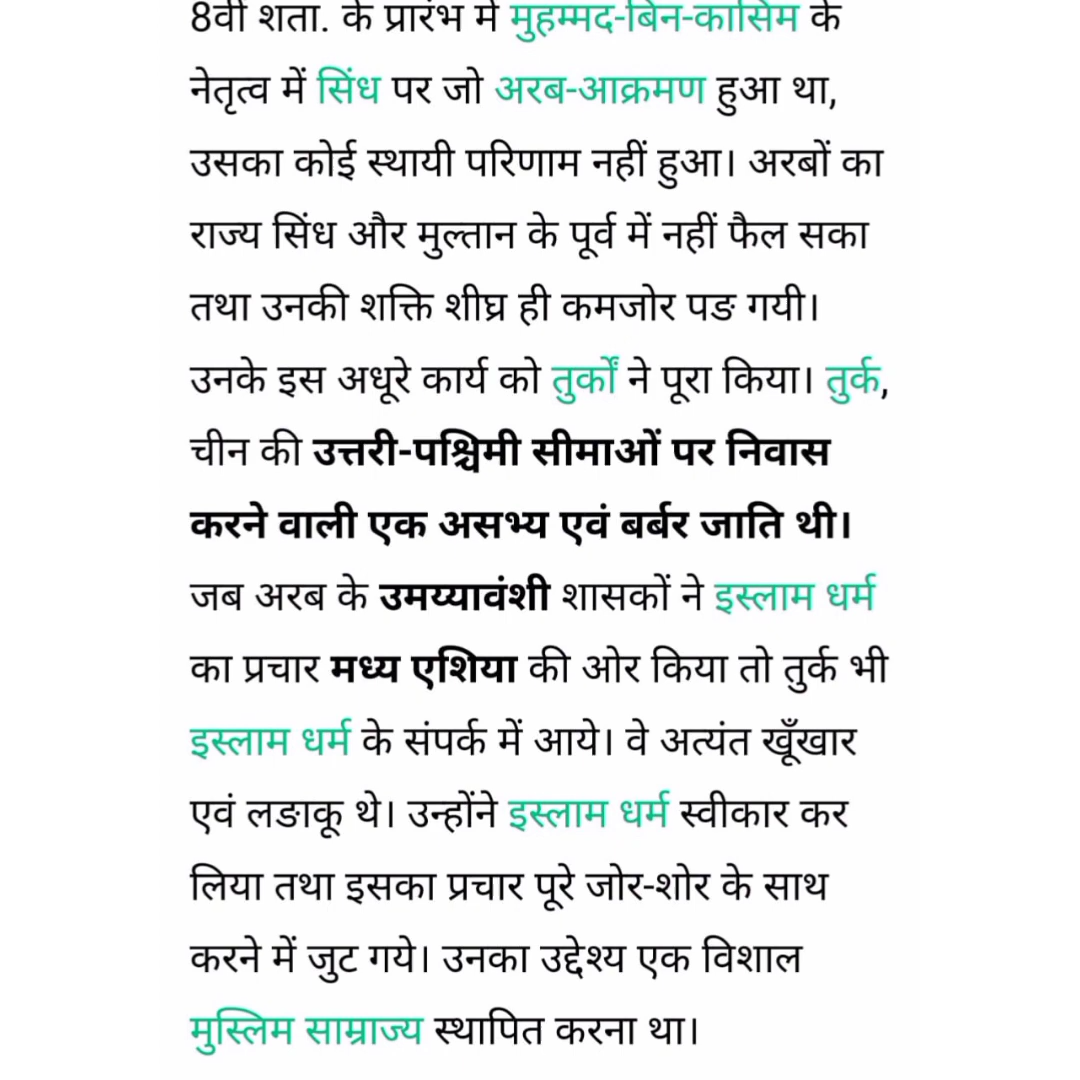 8वीं शता. के प्रारंभ में मुहम्मद-बिन-कासिम के
नेतृत्व में सिंध पर जो अरब-आक्रमण हुआ था,
उसका कोई स्थायी परिणाम नहीं हुआ। अरबों का
राज्य सिंध और मुल्तान के पूर्व में नहीं फैल सका
तथा उनकी शक्ति शीघ्र ही कमजोर पङ गयी।
उनके इस अधूरे कार्य को तुर्कों ने पूरा किया। तुर्क,
चीन की उत्तरी-पश्चिमी सीमाओं पर निवास
करने वाली एक असभ्य एवं बर्बर जाति थी।
जब अरब के उमय्यावंशी शासकों ने इस्लाम धर्म
का प्रचार मध्य एशिया की ओर किया तो तुर्क भी
इस्लाम धर्म के संपर्क में आये। वे अत्यंत खूँखार
एवं लङाकू थे। उन्होंने इस्लाम धर्म स्वीकार कर
लिया तथा इसका प्रचार पूरे जोर-शोर के साथ
करने में जुट गये। उनका उद्देश्य एक विशाल
मुस्लिम साम्राज्य स्थापित करना था।